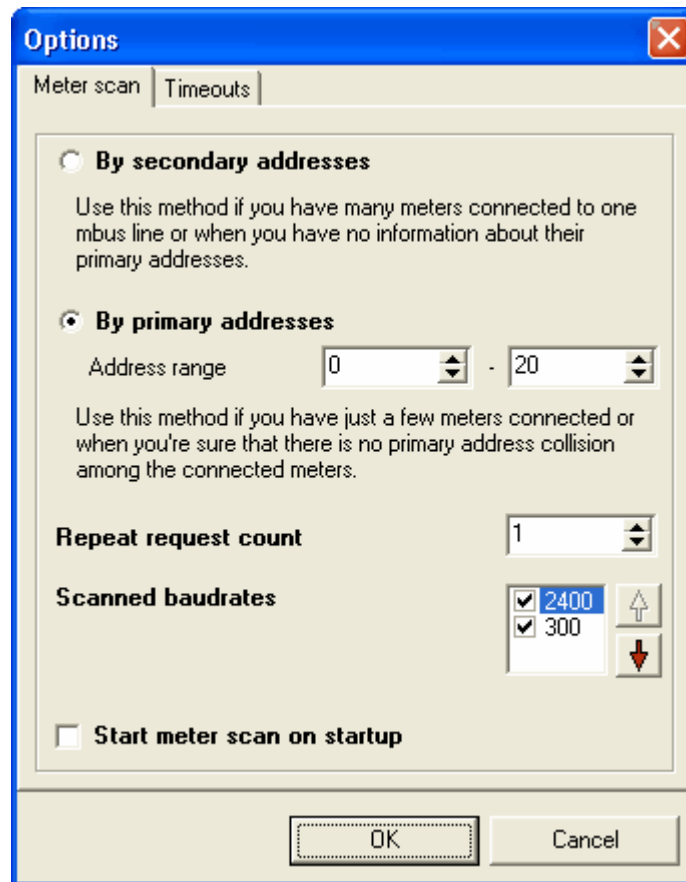 Options
Meter scan
Timeouts
By secondary addresses
Use this method if you have many meters connected to one
mbus line or when you have no information about their
primary addresses.
By primary addresses
Address range 0 - 20
Use this method if you have just a few meters connected or
when you're sure that there is no primary address collision
among the connected meters.
Repeat request count 1
Scanned baudrates 2400
300
Start meter scan on startup
OK Cancel